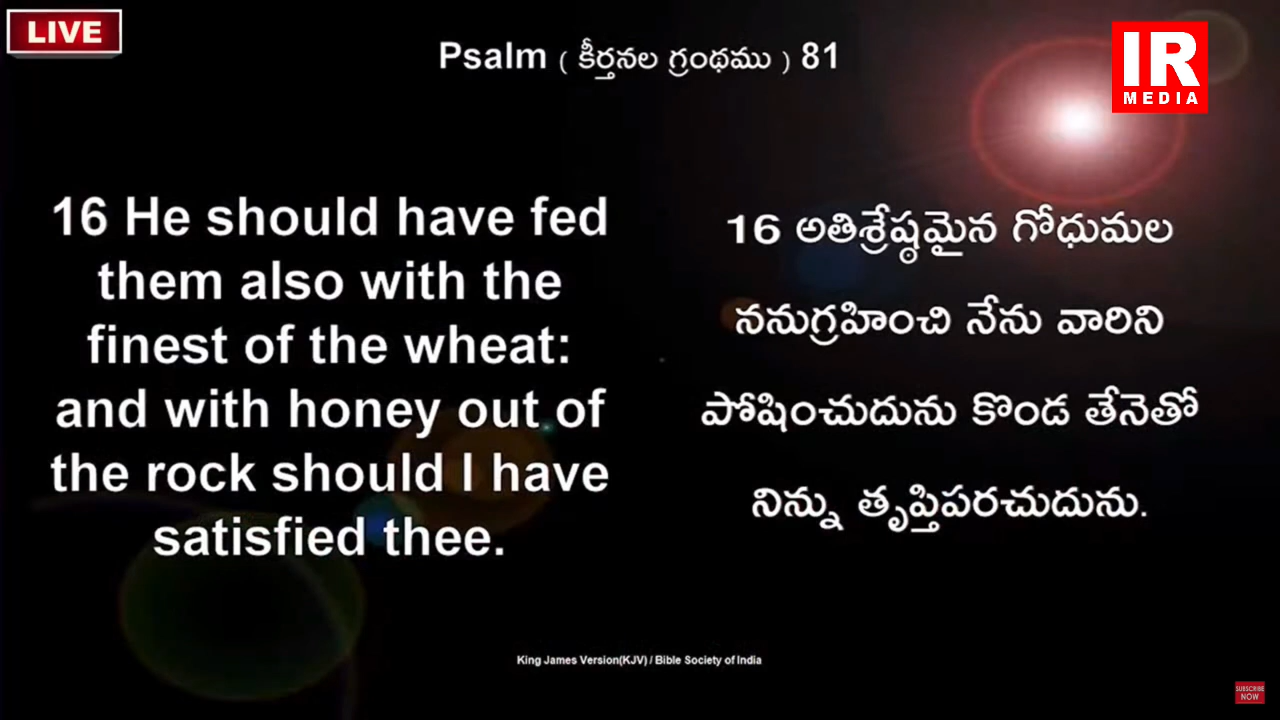 LIVE
Psalm ( కీర్తనల గ్రంథము ) 81
IR
MEDIA
16 He should have fed
them also with the
finest of the wheat:
and with honey out of
the rock should I have
satisfied thee.
16 అతిశ్రేష్ఠమైన గోధుమల
ననుగ్రహించి నేను వారిని
పోషించుదును కొండ తేనెతో
నిన్ను తృప్తిపరచుదును.
King James Version(KJV) / Bible Society of India
SUBSCRIBE
NOW